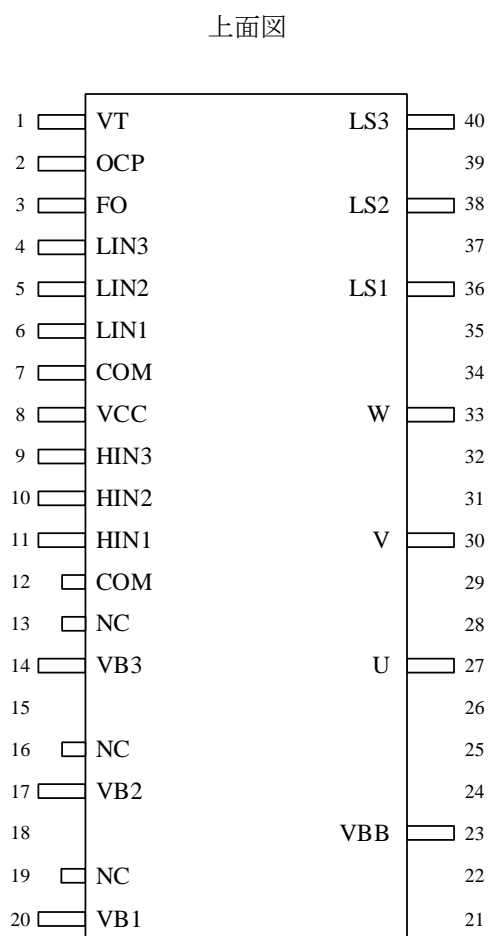 上面図
1 VT LS3 40
2 OCP 39
3 FO LS2 38
4 LIN3 37
5 LIN2 LS1 36
6 LIN1 35
7 COM 34
8 VCC W 33
9 HIN3 32
10 HIN2 31
11 HIN1 V 30
12 COM 29
13 NC 28
14 VB3 U 27
15 26
16 NC 25
17 VB2 24
18 VBB 23
19 NC 22
20 VB1 21